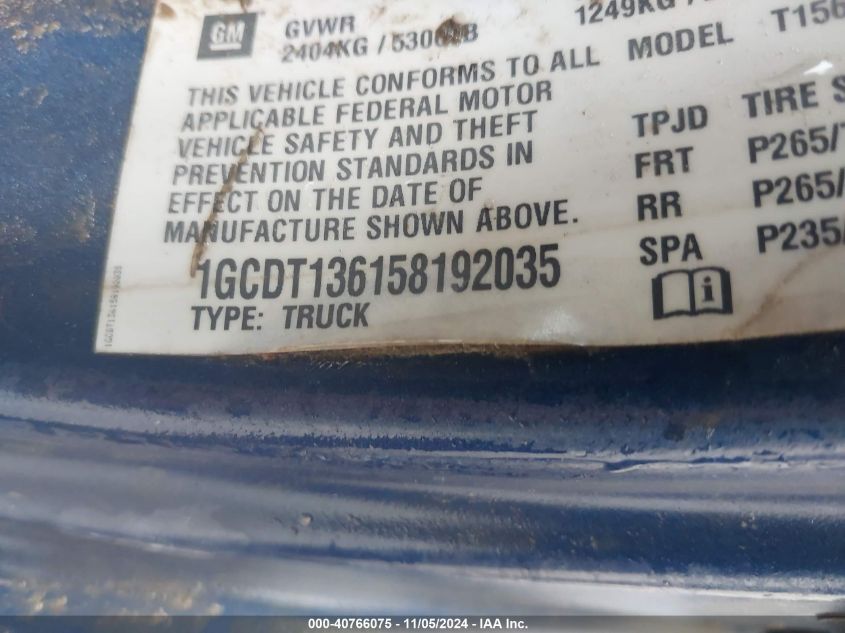 GM
GVWR
2404KG / 5300LB
1249KG /
MODEL T156
THIS VEHICLE CONFORMS TO ALL
APPLICABLE FEDERAL MOTOR
VEHICLE SAFETY AND THEFT
PREVENTION STANDARDS IN
EFFECT ON THE DATE OF
MANUFACTURE SHOWN ABOVE.
TPJD TIRE S
FRT P265/
RR P265/
SPA P235/
1GCDT136158192035
TYPE: TRUCK
1GCDT136158192035
000-40766075 - 11/05/2024 - IAA Inc.